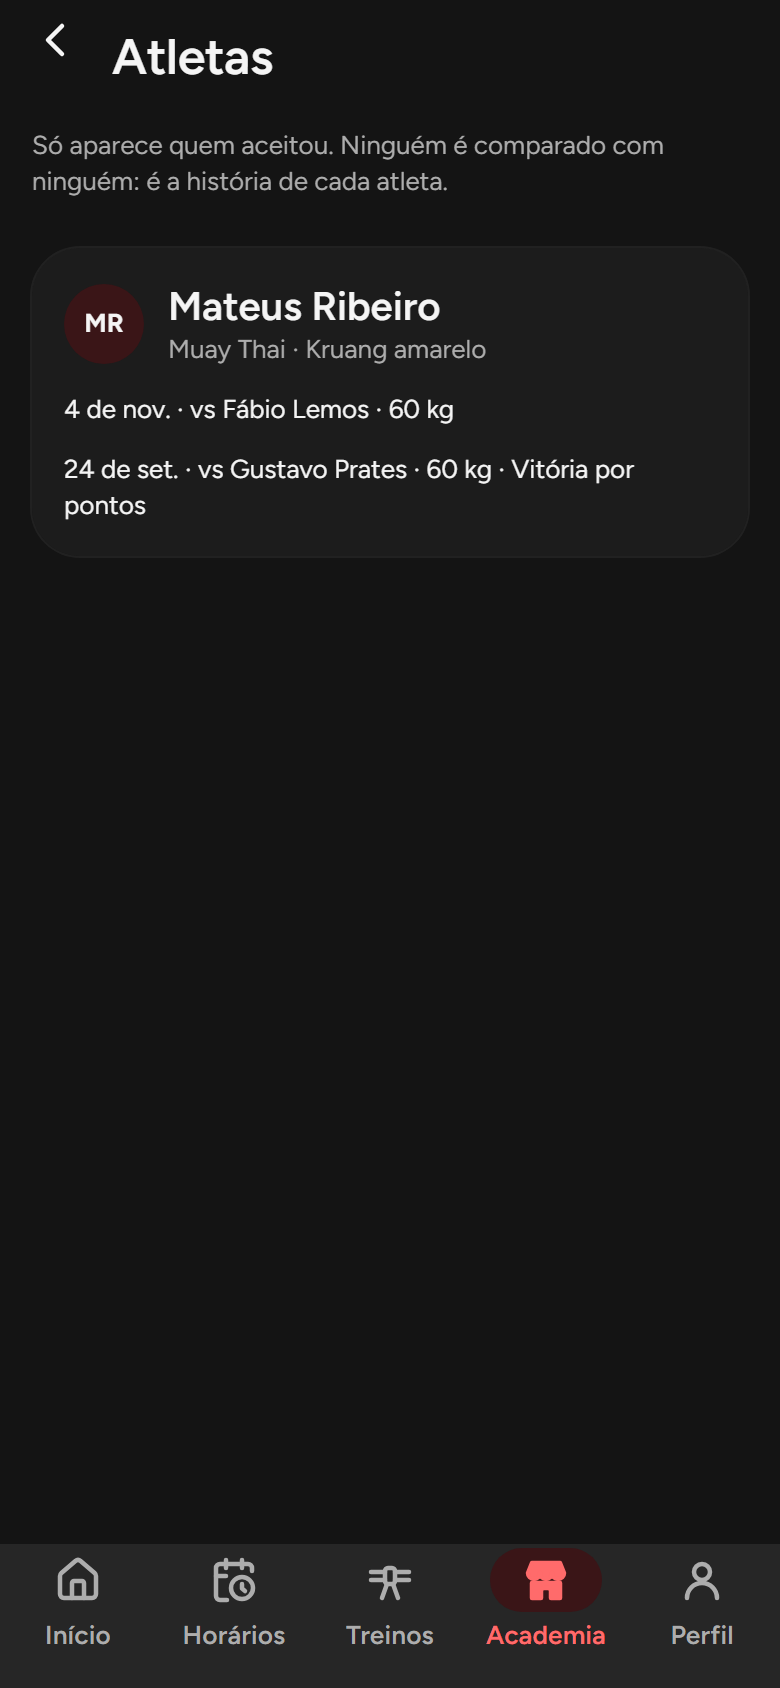 Atletas
Só aparece quem aceitou. Ninguém é comparado com
ninguém: é a história de cada atleta.
MR
Mateus Ribeiro
Muay Thai · Kruang amarelo
4 de nov. · vs Fábio Lemos · 60 kg
24 de set. · vs Gustavo Prates · 60 kg · Vitória por
pontos
Início
Horários
Treinos
Academia
Perfil